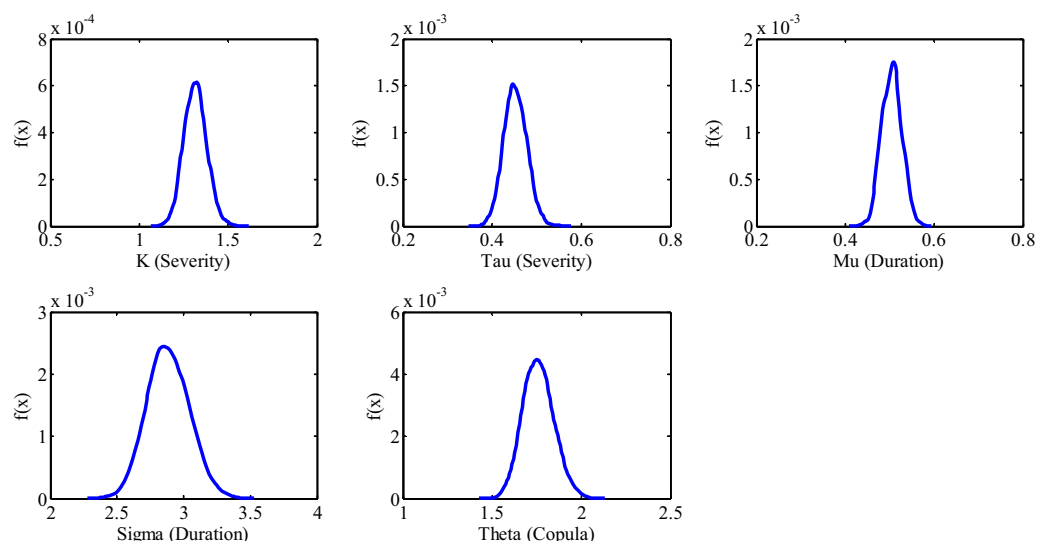 x 10-4
8
6
4
2
0
f(x)
0.5 1 1.5 2
K (Severity)
x 10-3
2
1.5
1
0.5
0
f(x)
0.2 0.4 0.6 0.8
Tau (Severity)
x 10-3
2
1.5
1
0.5
0
f(x)
0.2 0.4 0.6 0.8
Mu (Duration)
x 10-3
3
2
1
0
f(x)
2 2.5 3 3.5 4
Sigma (Duration)
x 10-3
6
4
2
0
f(x)
1 1.5 2 2.5
Theta (Copula)